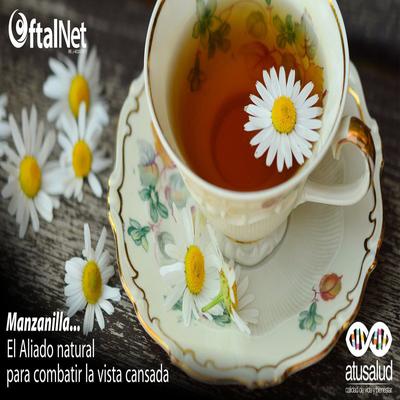 OftalNet
Manzanilla...
El Aliado natural
para combatir la vista cansada
atusalud
calidad de vida y bienestar